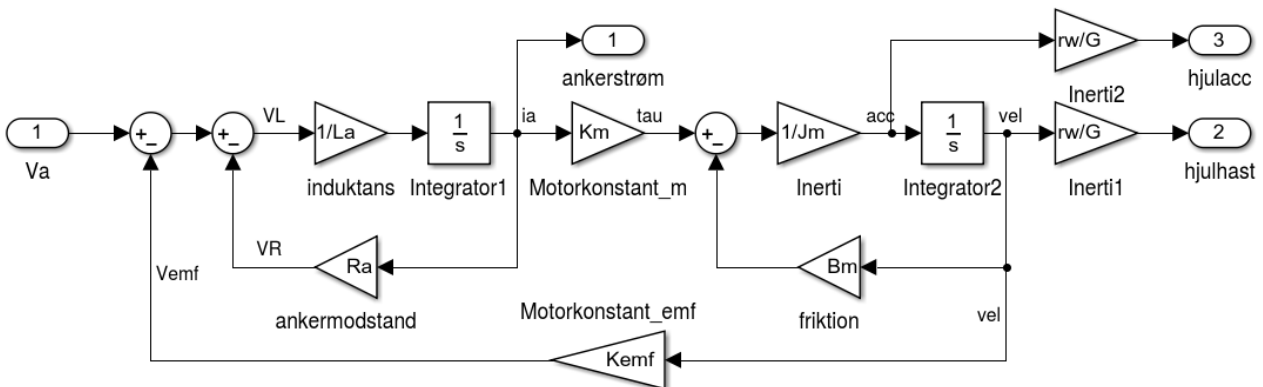 1
Va
+
−
+
−
VL
1/La
induktans
1
s
Integrator1
ia
1
ankerstrøm
Km
Motorkonstant_m
tau
+
−
1/Jm
Inerti
acc
1
s
Integrator2
vel
rw/G
Inerti2
3
hjulacc
rw/G
Inerti1
2
hjulhast
VR
Ra
ankermodstand
Bm
friktion
vel
Vemf
Motorkonstant_emf
Kemf